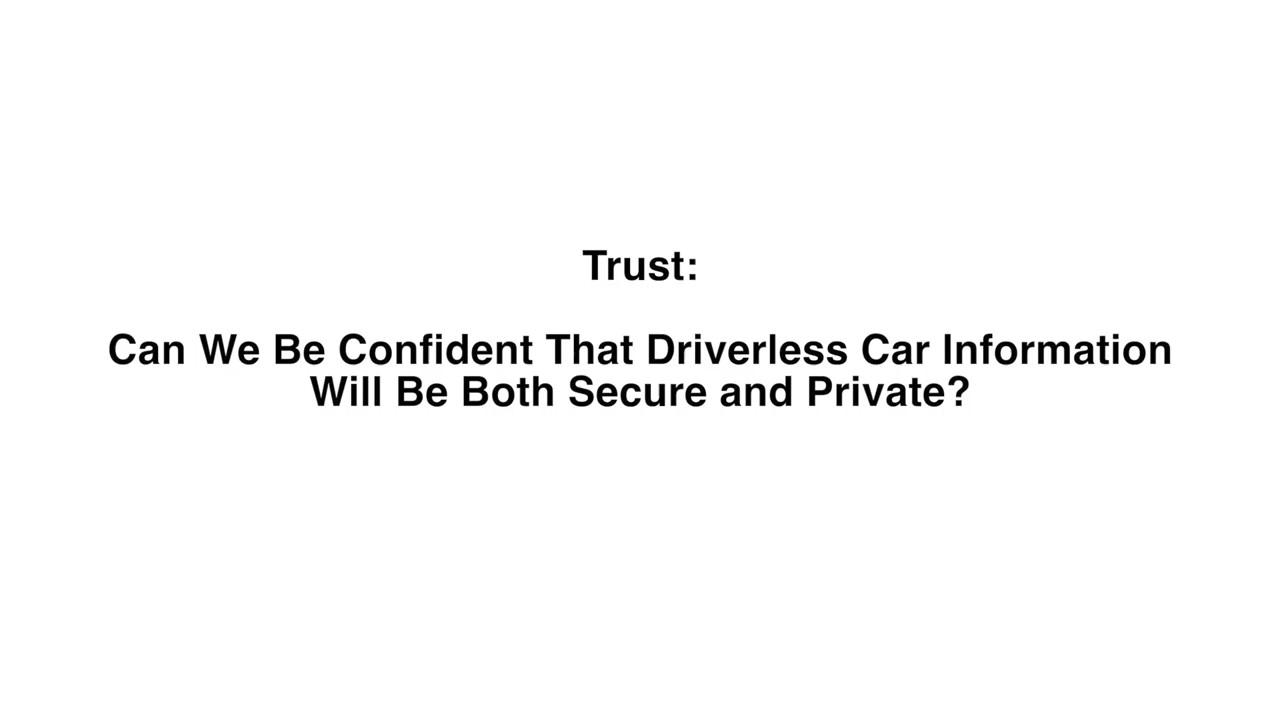 Trust:
Can We Be Confident That Driverless Car Information
Will Be Both Secure and Private?